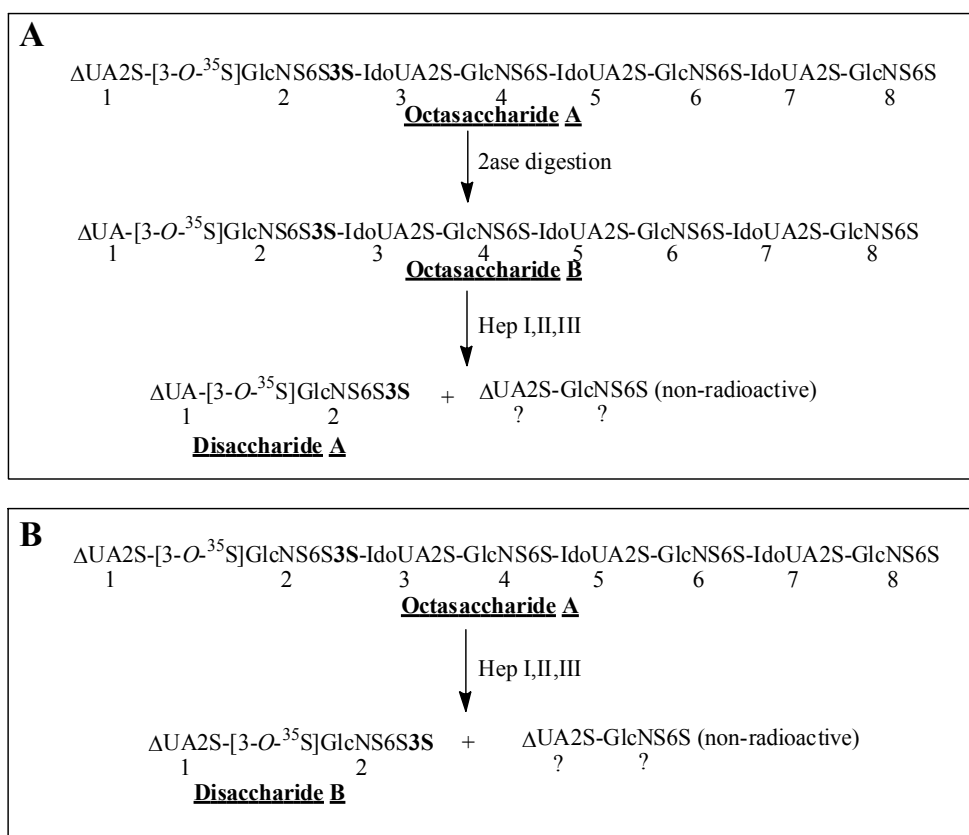 A
ΔUA2S-[3-O-³⁵S]GlcNS6S3S-IdoUA2S-GlcNS6S-IdoUA2S-GlcNS6S-IdoUA2S-GlcNS6S
1 2 3 4 5 6 7 8
Octasaccharide A
2ase digestion
ΔUA-[3-O-³⁵S]GlcNS6S3S-IdoUA2S-GlcNS6S-IdoUA2S-GlcNS6S-IdoUA2S-GlcNS6S
1 2 3 4 5 6 7 8
Octasaccharide B
Hep I,II,III
ΔUA-[3-O-³⁵S]GlcNS6S3S + ΔUA2S-GlcNS6S (non-radioactive)
1 2 ? ?
Disaccharide A
B
ΔUA2S-[3-O-³⁵S]GlcNS6S3S-IdoUA2S-GlcNS6S-IdoUA2S-GlcNS6S-IdoUA2S-GlcNS6S
1 2 3 4 5 6 7 8
Octasaccharide A
Hep I,II,III
ΔUA2S-[3-O-³⁵S]GlcNS6S3S + ΔUA2S-GlcNS6S (non-radioactive)
1 2 ? ?
Disaccharide B